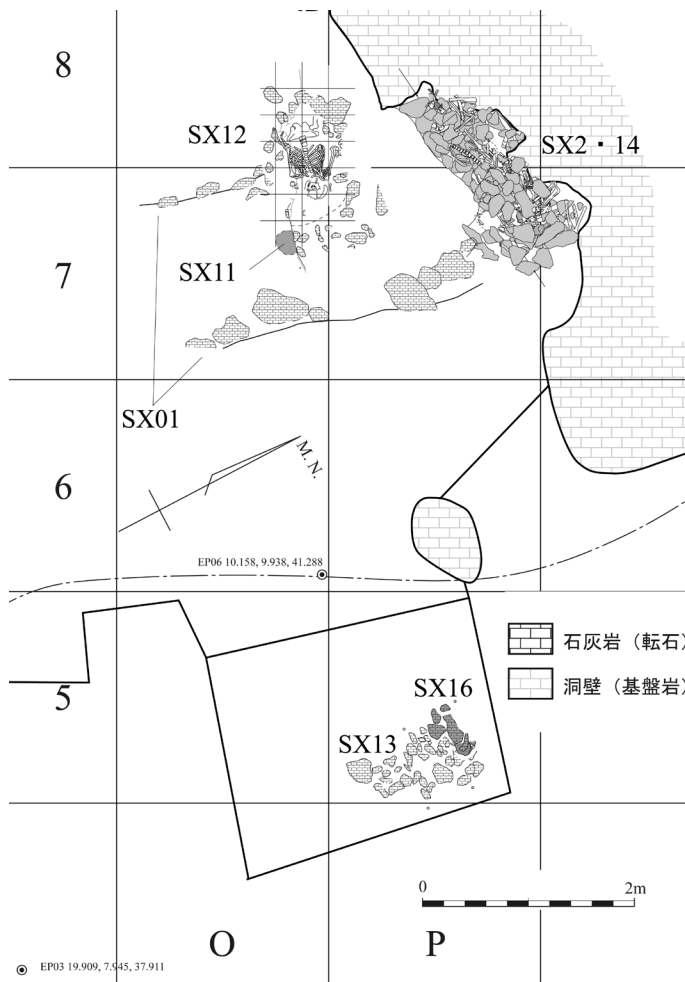 8
SX12
SX2・14
SX11
7
SX01
M. N.
6
EP06 10.158, 9.938, 41.288
石灰岩（転石）
洞壁（基盤岩）
5
SX16
SX13
0 2m
O P
EP03 19.909, 7.945, 37.911